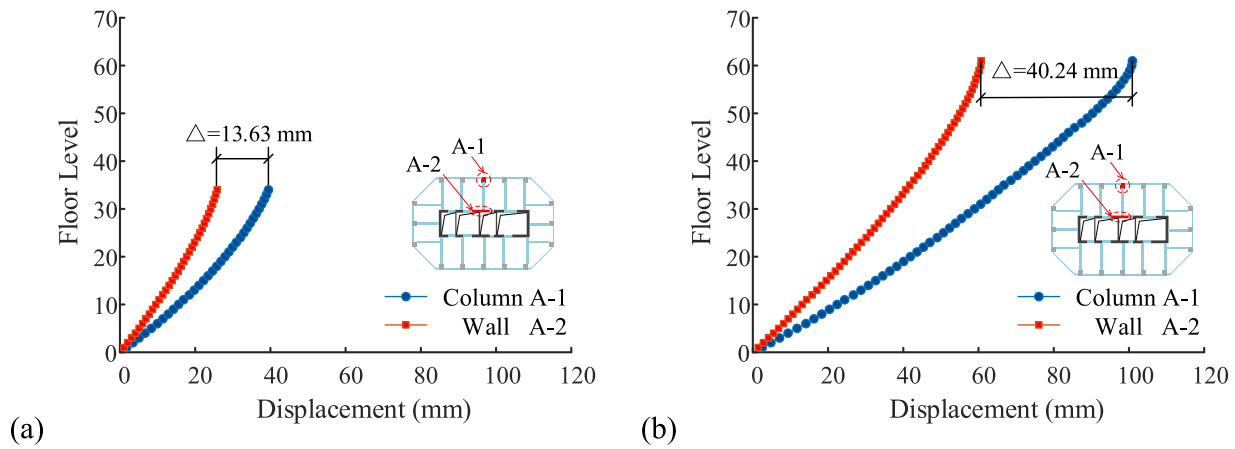 70
60
50
40
30
20
10
0
Floor Level
△=13.63 mm
A-1
A-2
Column A-1
Wall A-2
0 20 40 60 80 100 120
Displacement (mm)
(a)
70
60
50
40
30
20
10
0
Floor Level
△=40.24 mm
A-1
A-2
Column A-1
Wall A-2
0 20 40 60 80 100 120
Displacement (mm)
(b)